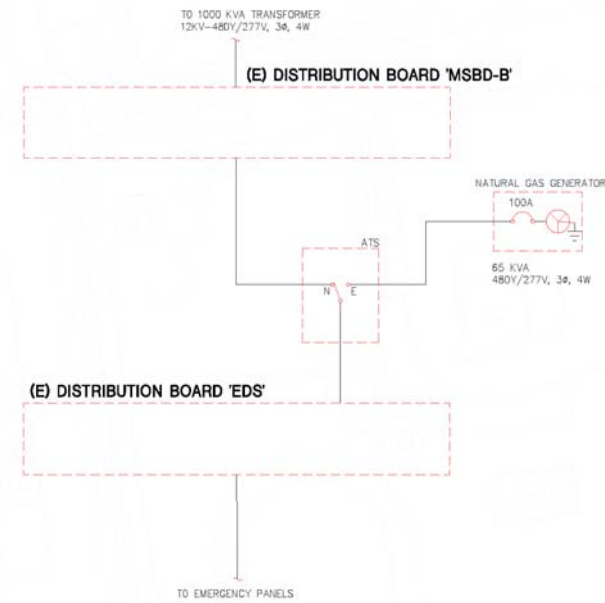 TO 1000 KVA TRANSFORMER
12KV-480Y/277V, 3ø, 4W
(E) DISTRIBUTION BOARD 'MSBD-B'
NATURAL GAS GENERATOR
100A
ATS
65 KVA
480Y/277V, 3ø, 4W
N E
(E) DISTRIBUTION BOARD 'EDS'
TO EMERGENCY PANELS